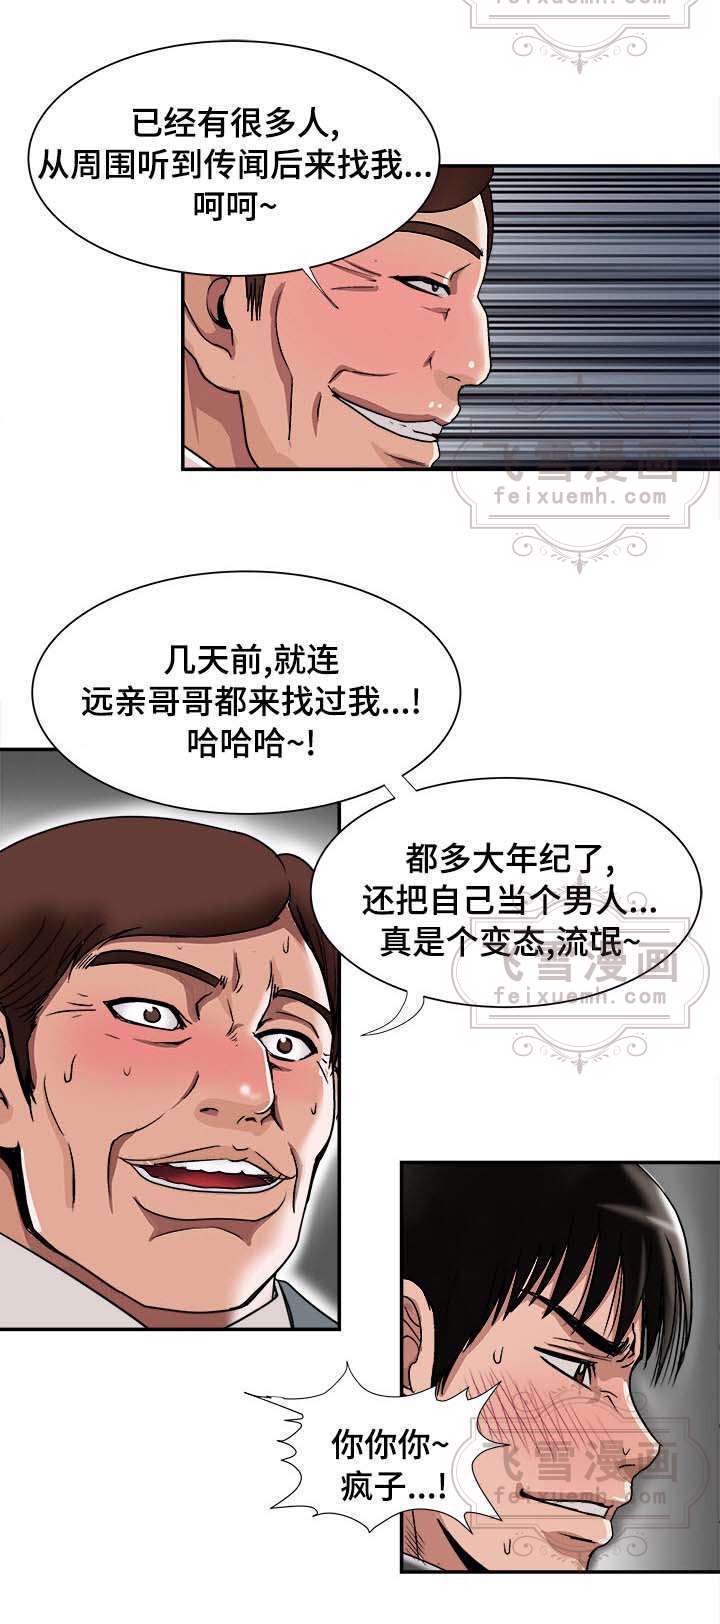 feixuemh.com
已经有很多人,
从周围听到传闻后来找我...
呵呵~
飞雪漫画
feixuemh.com
几天前,就连
远亲哥哥都来找过我...!
哈哈哈~!
都多大年纪了,
还把自己当个男人...
真是个变态,流氓~
飞雪漫画
feixuemh.com
你你你~
疯子...!
飞雪漫画
feixuemh.com